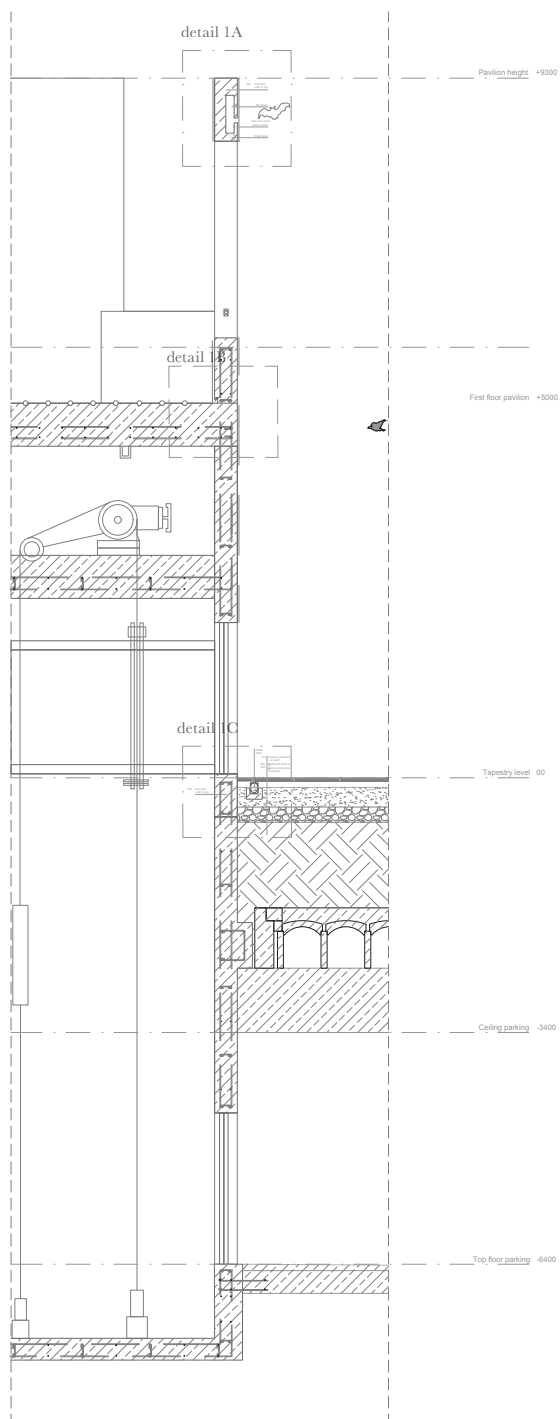 detail 1A
Pavilion height +9300
detail 1B
First floor pavilion +5000
detail 1C
Tapestry level 00
Ceiling parking -3400
Top floor parking -6400